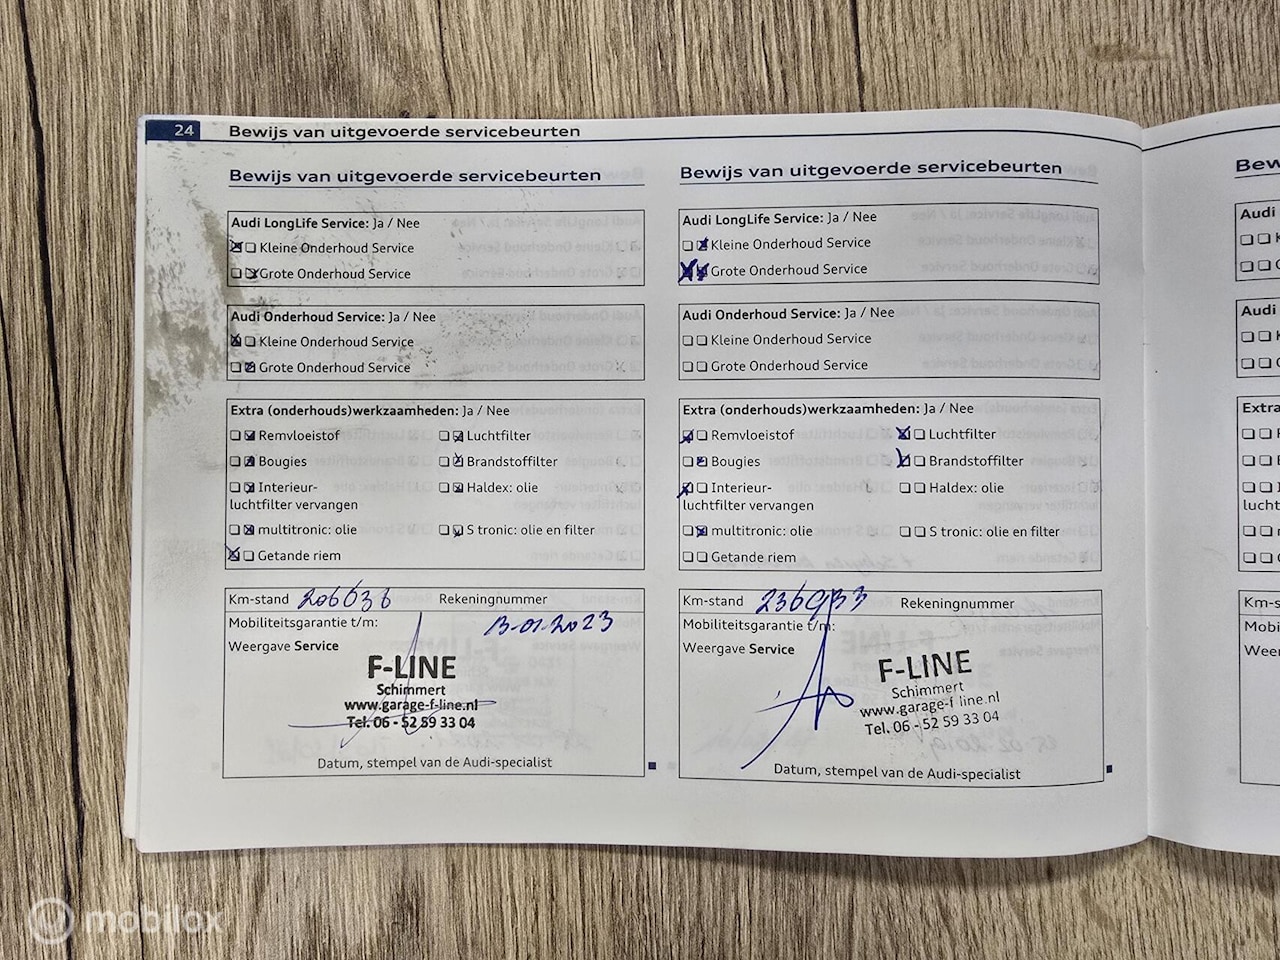 24 Bewijs van uitgevoerde servicebeurten
Bewijs van uitgevoerde servicebeurten
Audi LongLife Service: Ja / Nee
Kleine Onderhoud Service
Grote Onderhoud Service
Audi Onderhoud Service: Ja / Nee
Kleine Onderhoud Service
Grote Onderhoud Service
Extra (onderhouds)werkzaamheden: Ja / Nee
Remvloeistof Luchtfilter
Bougies Brandstoffilter
Interieur- Haldex: olie
luchtfilter vervangen
multitronic: olie S tronic: olie en filter
Getande riem
Km-stand 206636 Rekeningnummer
Mobiliteitsgarantie t/m: 13-01-2023
Weergave Service
F-LINE
Schimmert
www.garage-f-line.nl
Tel. 06 - 52 59 33 04
Datum, stempel van de Audi-specialist
Bewijs van uitgevoerde servicebeurten
Audi LongLife Service: Ja / Nee
Kleine Onderhoud Service
Grote Onderhoud Service
Audi Onderhoud Service: Ja / Nee
Kleine Onderhoud Service
Grote Onderhoud Service
Extra (onderhouds)werkzaamheden: Ja / Nee
Remvloeistof Luchtfilter
Bougies Brandstoffilter
Interieur- Haldex: olie
luchtfilter vervangen
multitronic: olie S tronic: olie en filter
Getande riem
Km-stand 236933 Rekeningnummer
Mobiliteitsgarantie t/m:
Weergave Service
F-LINE
Schimmert
www.garage-f line.nl
Tel. 06 - 52 59 33 04
Datum, stempel van de Audi-specialist
Bew
Audi
Audi
Extra
lucht
Km-s
Mobi
Weer
mobilox